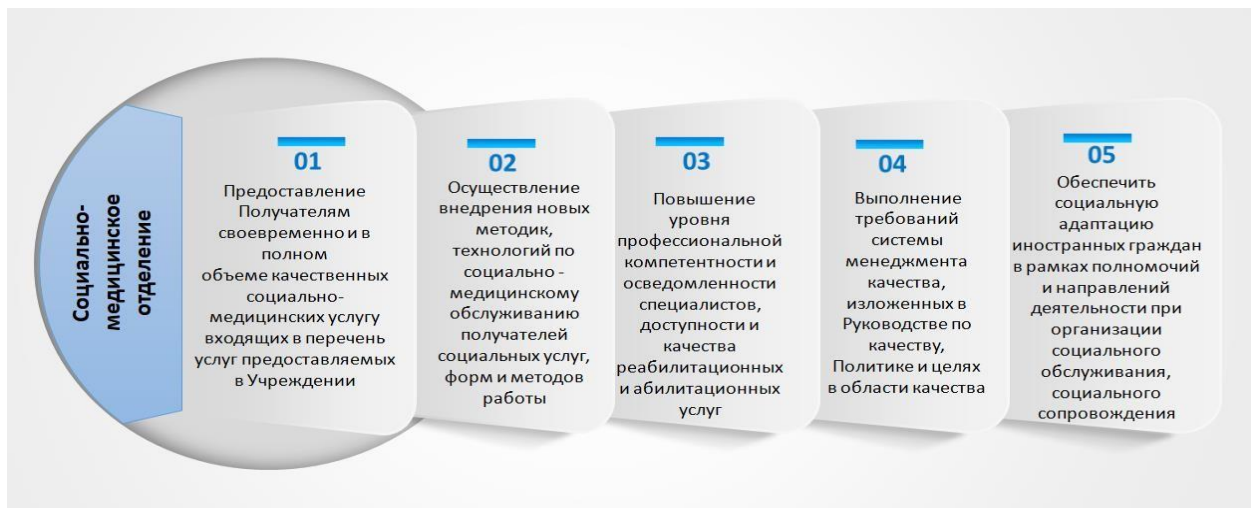 Социально-
медицинское
отделение
01
Предоставление
Получателям
своевременно и в
полном
объеме качественных
социально-
медицинских услугу
входящих в перечень
услуг предоставляемых
в Учреждении
02
Осуществление
внедрения новых
методик,
технологий по
социально -
медицинскому
обслуживанию
получателей
социальных услуг,
форм и методов
работы
03
Повышение
уровня
профессиональной
компетентности и
осведомленности
специалистов,
доступности и
качества
реабилитационных
и абилитационных
услуг
04
Выполнение
требований
системы
менеджмента
качества,
изложенных в
Руководстве по
качеству,
Политике и целях
в области качества
05
Обеспечить
социальную
адаптацию
иностранных граждан
в рамках полномочий
и направлений
деятельности при
организации
социального
обслуживания,
социального
сопровождения